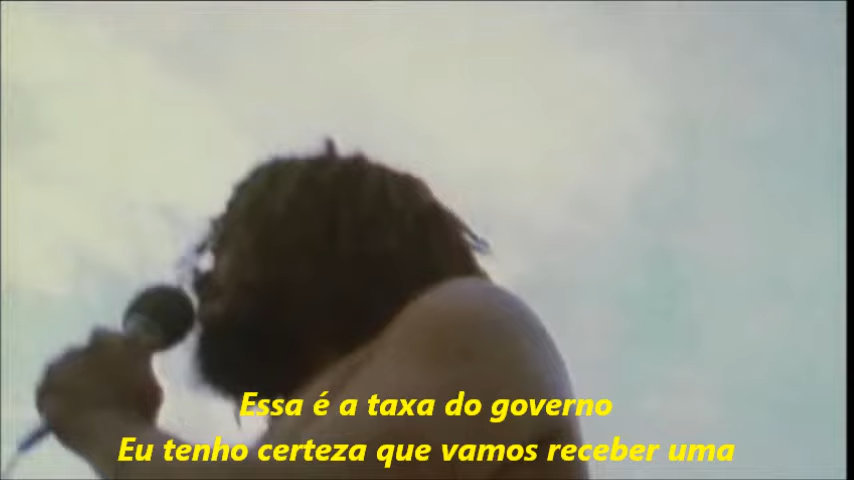 Essa é a taxa do governo
Eu tenho certeza que vamos receber uma